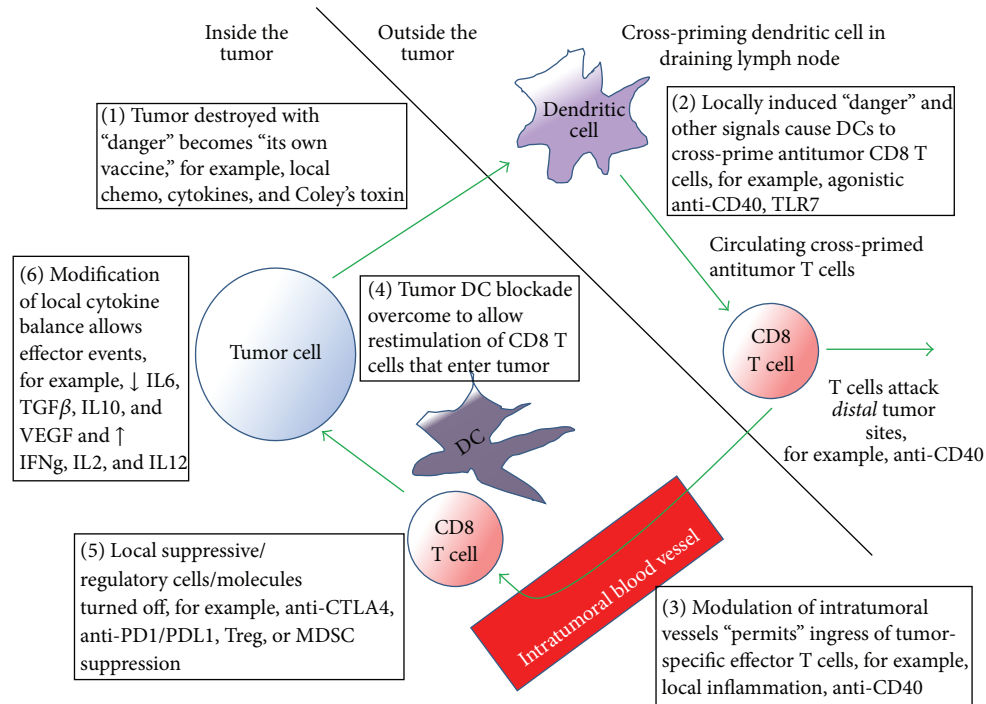 Inside the
tumor
Outside the
tumor
Cross-priming dendritic cell in
draining lymph node
(1) Tumor destroyed with
“danger” becomes “its own
vaccine,” for example, local
chemo, cytokines, and Coley's toxin
Dendritic
cell
(2) Locally induced “danger” and
other signals cause DCs to
cross-prime antitumor CD8 T
cells, for example, agonistic
anti-CD40, TLR7
Circulating cross-primed
antitumor T cells
(6) Modification
of local cytokine
balance allows
effector events,
for example, ↓ IL6,
TGFβ, IL10, and
VEGF and ↑
IFNg, IL2, and IL12
Tumor cell
(4) Tumor DC blockade
overcome to allow
restimulation of CD8 T
cells that enter tumor
CD8
T cell
T cells attack
distal tumor
sites,
for example, anti-CD40
DC
CD8
T cell
(5) Local suppressive/
regulatory cells/molecules
turned off, for example, anti-CTLA4,
anti-PD1/PDL1, Treg, or MDSC
suppression
Intratumoral blood vessel
(3) Modulation of intratumoral
vessels “permits” ingress of tumor-
specific effector T cells, for example,
local inflammation, anti-CD40